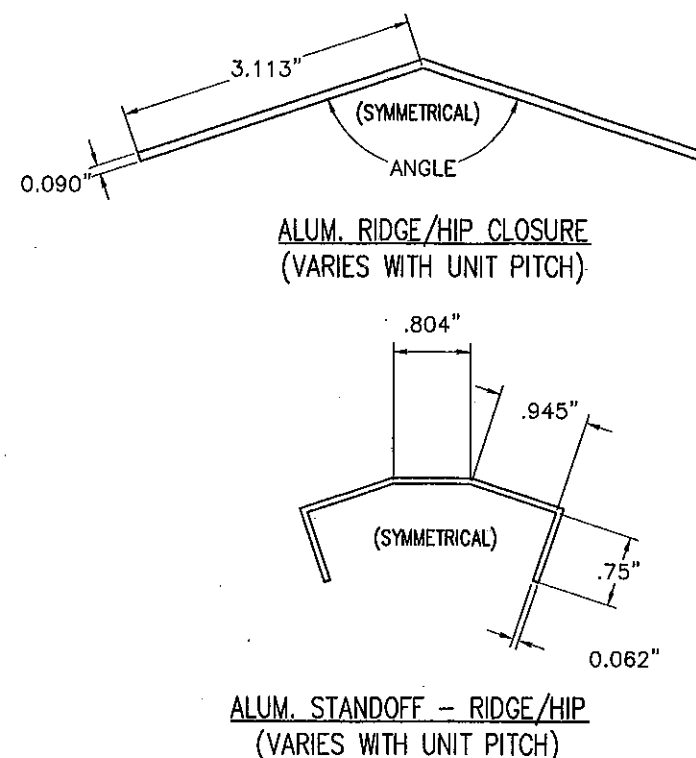 3.113"
(SYMMETRICAL)
ANGLE
0.090"
ALUM. RIDGE/HIP CLOSURE
(VARIES WITH UNIT PITCH)
.804"
.945"
(SYMMETRICAL)
.75"
0.062"
ALUM. STANDOFF - RIDGE/HIP
(VARIES WITH UNIT PITCH)